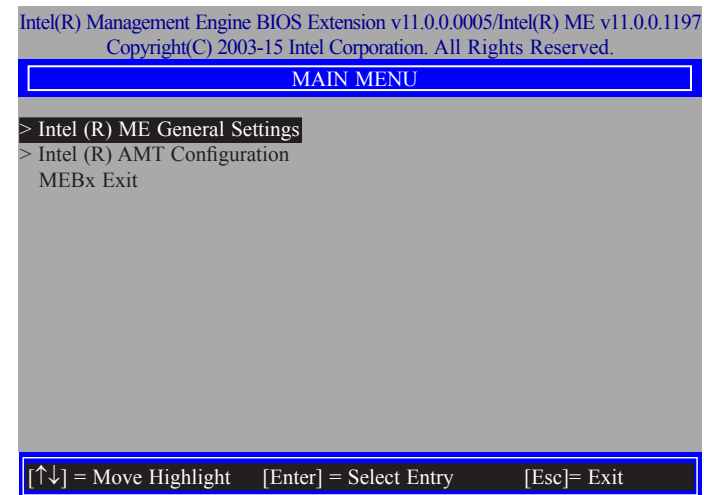 Intel(R) Management Engine BIOS Extension v11.0.0.0005/Intel(R) ME v11.0.0.1197
Copyright(C) 2003-15 Intel Corporation. All Rights Reserved.
MAIN MENU
> Intel (R) ME General Settings
> Intel (R) AMT Configuration
MEBx Exit
[↑↓] = Move Highlight [Enter] = Select Entry [Esc]= Exit